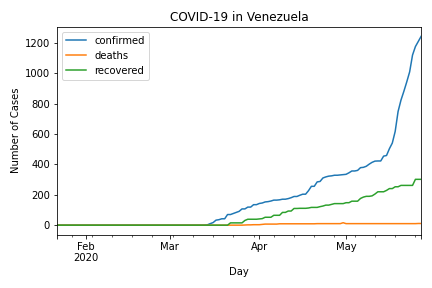 COVID-19 in Venezuela
confirmed
deaths
recovered
1200
1000
800
600
400
200
0
Number of Cases
Feb
2020
Mar
Apr
May
Day